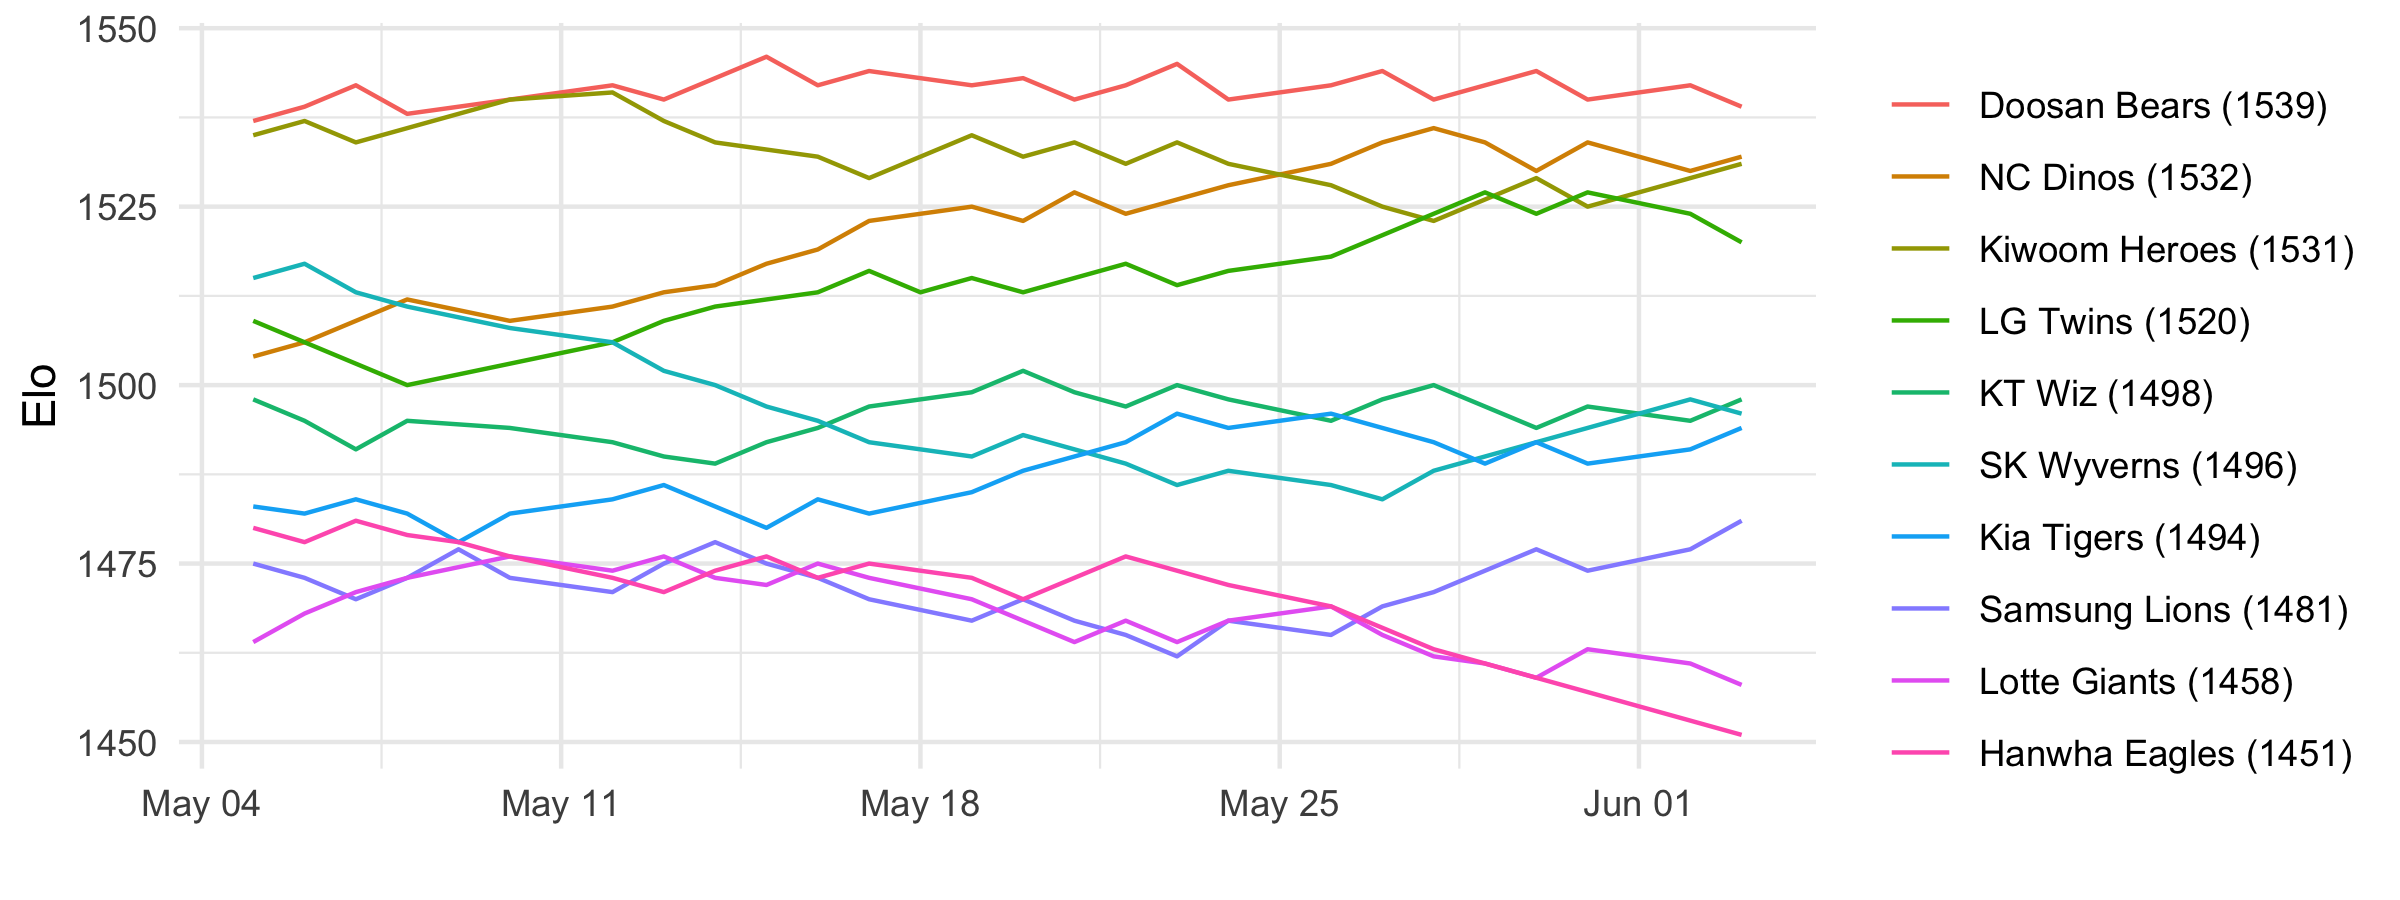 Elo
1550
1525
1500
1475
1450
May 04
May 11
May 18
May 25
Jun 01
Doosan Bears (1539)
NC Dinos (1532)
Kiwoom Heroes (1531)
LG Twins (1520)
KT Wiz (1498)
SK Wyverns (1496)
Kia Tigers (1494)
Samsung Lions (1481)
Lotte Giants (1458)
Hanwha Eagles (1451)